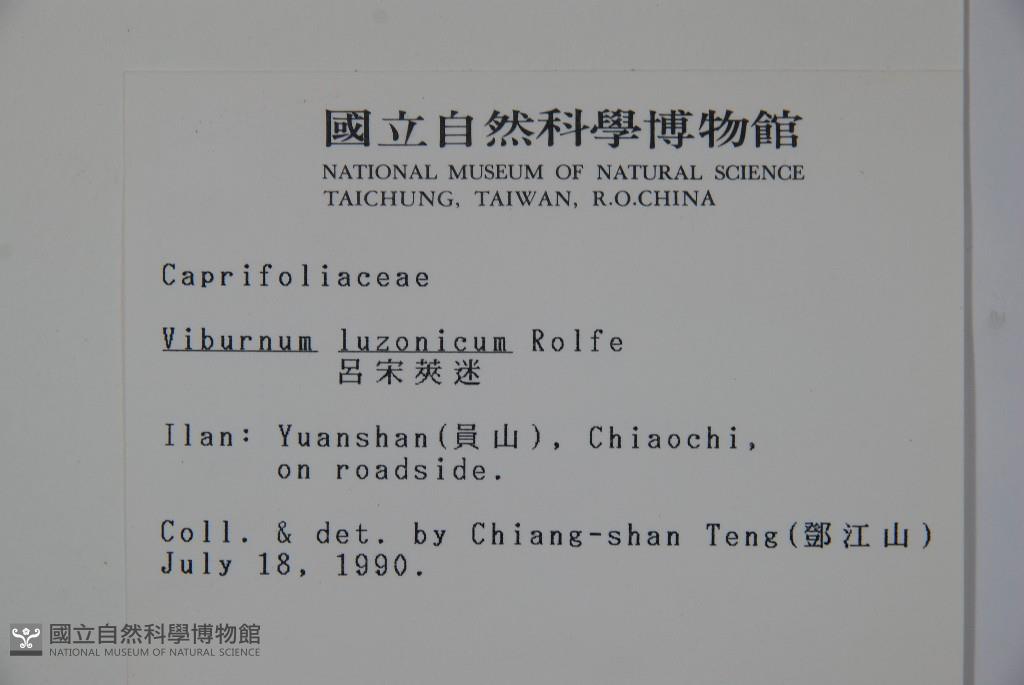 國立自然科學博物館
NATIONAL MUSEUM OF NATURAL SCIENCE
TAICHUNG, TAIWAN, R.O.CHINA
Caprifoliaceae
Viburnum luzonicum Rolfe
呂宋莢迷
Ilan: Yuanshan(員山), Chiaochi,
on roadside.
Coll. & det. by Chiang-shan Teng(鄧江山)
July 18, 1990.
國立自然科學博物館
NATIONAL MUSEUM OF NATURAL SCIENCE